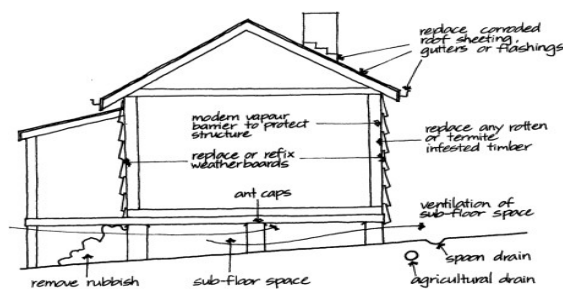 replace corroded
roof sheeting,
gutters or flashings
modern vapour
barrier to protect
structure
replace any rotten
or termite
infested timber
replace or refix
weatherboards
ant caps
ventilation of
sub-floor space
spoon drain
remove rubbish
sub-floor space
agricultural drain